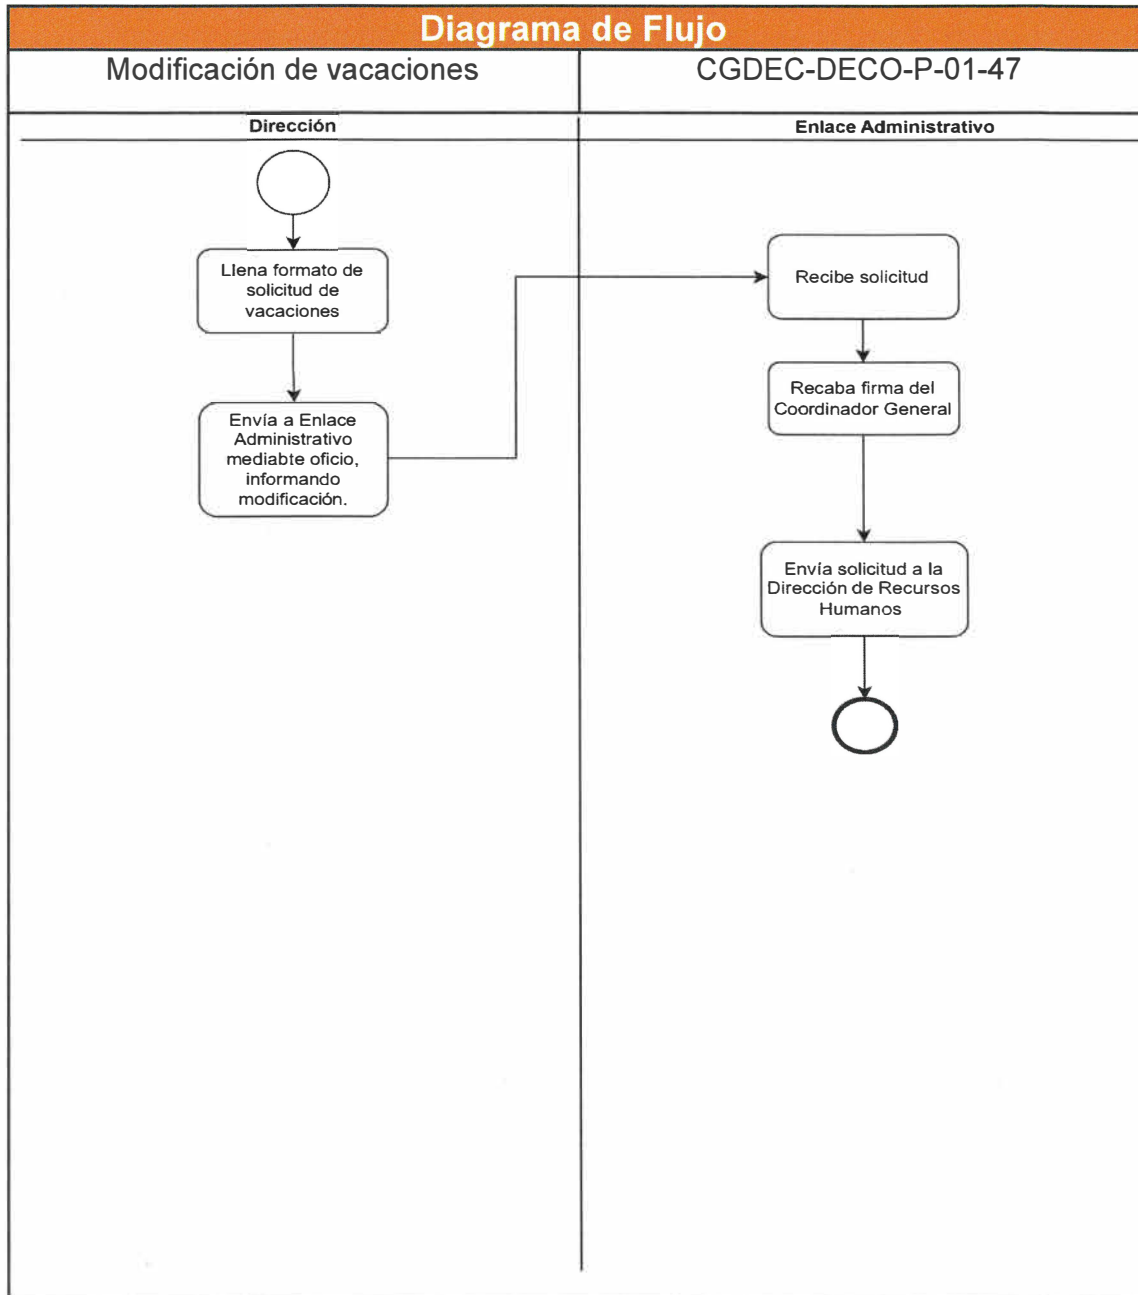 Diagrama de Flujo
Modificación de vacaciones
CGDEC-DECO-P-01-47
Dirección
Enlace Administrativo
Llena formato de
solicitud de
vacaciones
Envía a Enlace
Administrativo
mediabte oficio,
informando
modificación.
Recibe solicitud
Recaba firma del
Coordinador General
Envía solicitud a la
Dirección de Recursos
Humanos